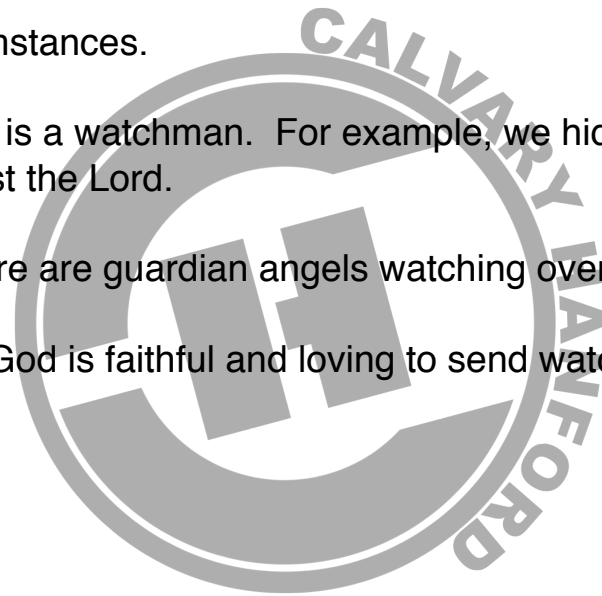 nstances.
is a watchman.  For example, we hid
st the Lord.
re are guardian angels watching over
God is faithful and loving to send watc
CALVARY HANFORD